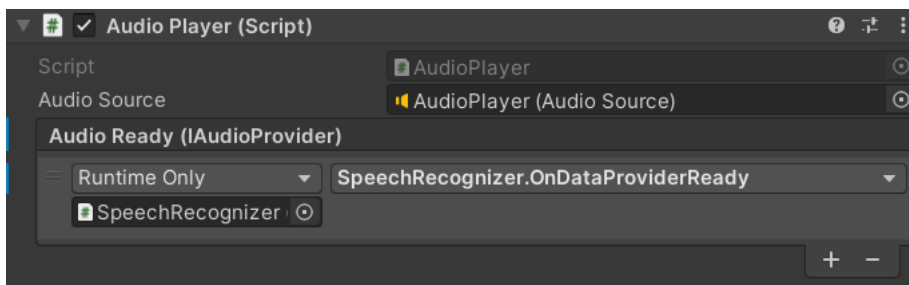 Audio Player (Script)
Script AudioPlayer
Audio Source AudioPlayer (Audio Source)
Audio Ready (IAudioProvider)
Runtime Only SpeechRecognizer.OnDataProviderReady
SpeechRecognizer